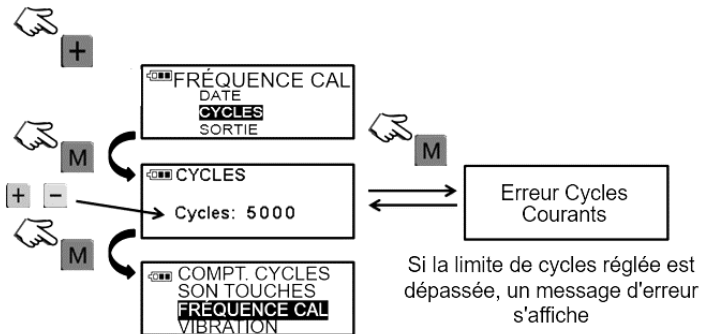 +
FRÉQUENCE CAL
DATE
CYCLES
SORTIE
M
M
CYCLES
Cycles: 5000
+ -
Erreur Cycles
Courants
M
COMPT. CYCLES
SON TOUCHES
FRÉQUENCE CAL
VIBRATION
Si la limite de cycles réglée est
dépassée, un message d'erreur
s'affiche